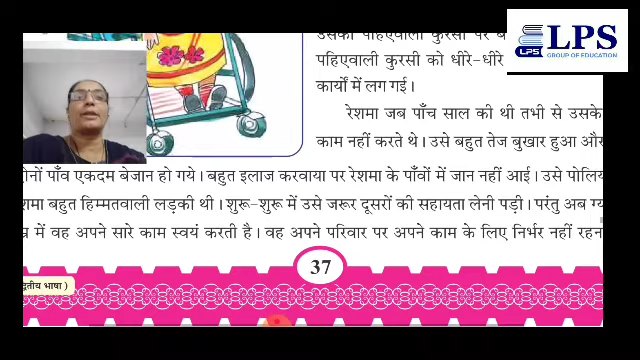 LPS
LPS
GROUP OF EDUCATION
उसकी पहिएवाली कुरसी पर
पहिएवाली कुरसी को धीरे-धीरे
कार्यों में लग गई।
रेशमा जब पाँच साल की थी तभी से उसके
काम नहीं करते थे। उसे बहुत तेज बुखार हुआ और
पाँव एकदम बेजान हो गये। बहुत इलाज करवाया पर रेशमा के पाँवों में जान नहीं आई। उसे
बहुत हिम्मतवाली लड़की थी। शुरू-शुरू में उसे जरूर दूसरों की सहायता लेनी पड़ी। परंतु अब
में वह अपने सारे काम स्वयं करती है। वह अपने परिवार पर अपने काम के लिए निर्भर नहीं
37
भाषा)